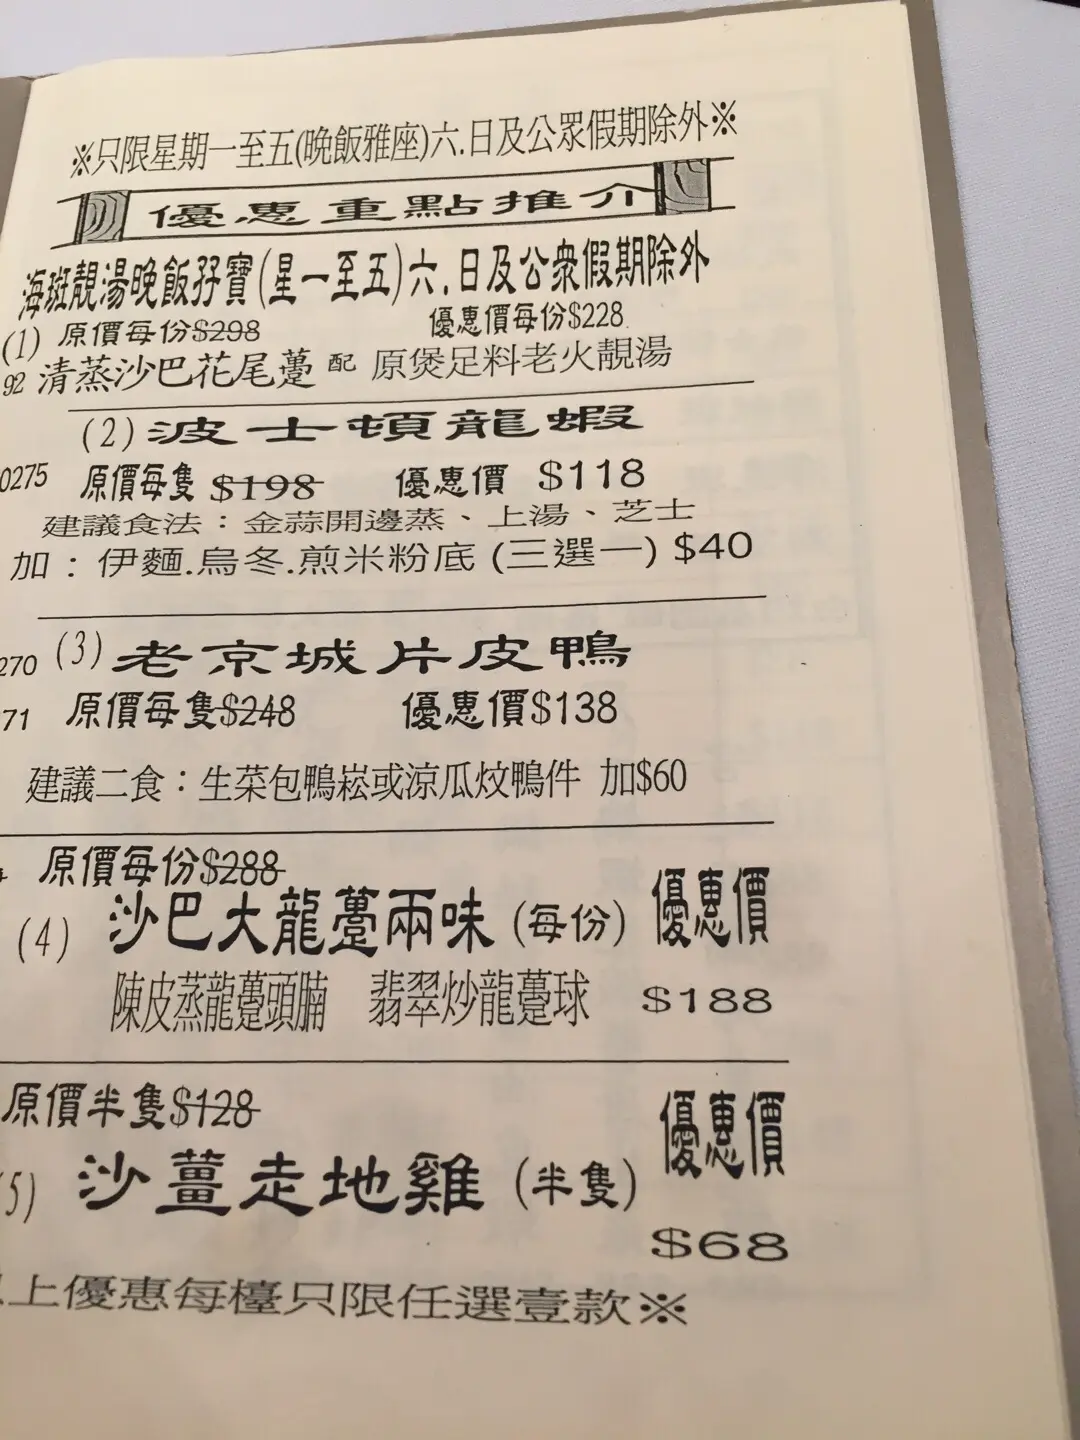 ※只限星期一至五(晚飯雅座)六.日及公眾假期除外※
優惠重點推介
海斑靚湯晚飯孖寶(星一至五)六.日及公衆假期除外
(1) 原價每份$298 優惠價每份$228
92 清蒸沙巴花尾躉 配 原煲足料老火靚湯
(2)波士頓龍蝦
0275 原價每隻 $198 優惠價 $118
建議食法：金蒜開邊蒸、上湯、芝士
加：伊麵.烏冬.煎米粉底 (三選一) $40
270 (3)老京城片皮鴨
71 原價每隻$248 優惠價$138
建議二食：生菜包鴨崧或涼瓜炆鴨件 加$60
原價每份$288
(4) 沙巴大龍躉兩味 (每份) 優惠價
陳皮蒸龍躉頭腩 翡翠炒龍躉球 $188
原價半隻$128
5) 沙薑走地雞 (半隻) 優惠價
$68
上優惠每檯只限任選壹款※